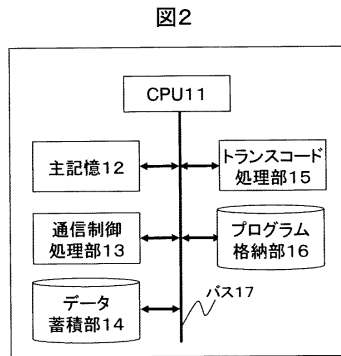 図2
CPU11
主記憶12
トランスコード
処理部15
通信制御
処理部13
プログラム
格納部16
データ
蓄積部14
バス17